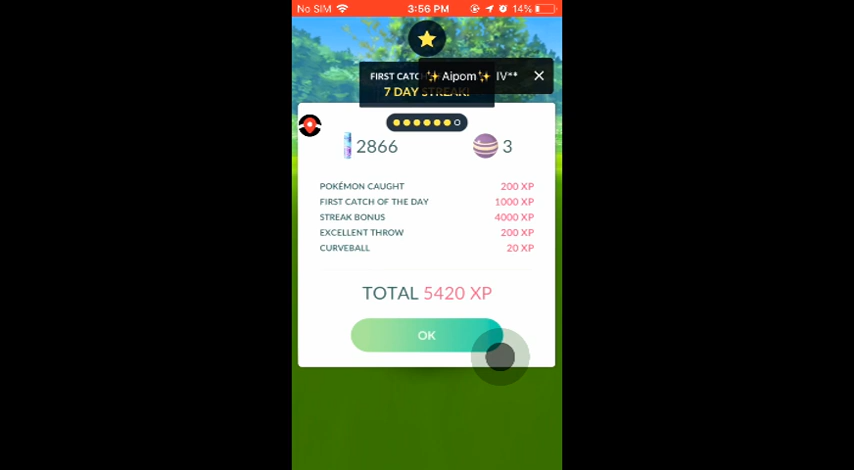 No SIM 3:56 PM 14%
FIRST CATC ✨Aipom✨ IV** ✕
7 DAY STREAK!
2866 3
POKÉMON CAUGHT 200 XP
FIRST CATCH OF THE DAY 1000 XP
STREAK BONUS 4000 XP
EXCELLENT THROW 200 XP
CURVEBALL 20 XP
TOTAL 5420 XP
OK